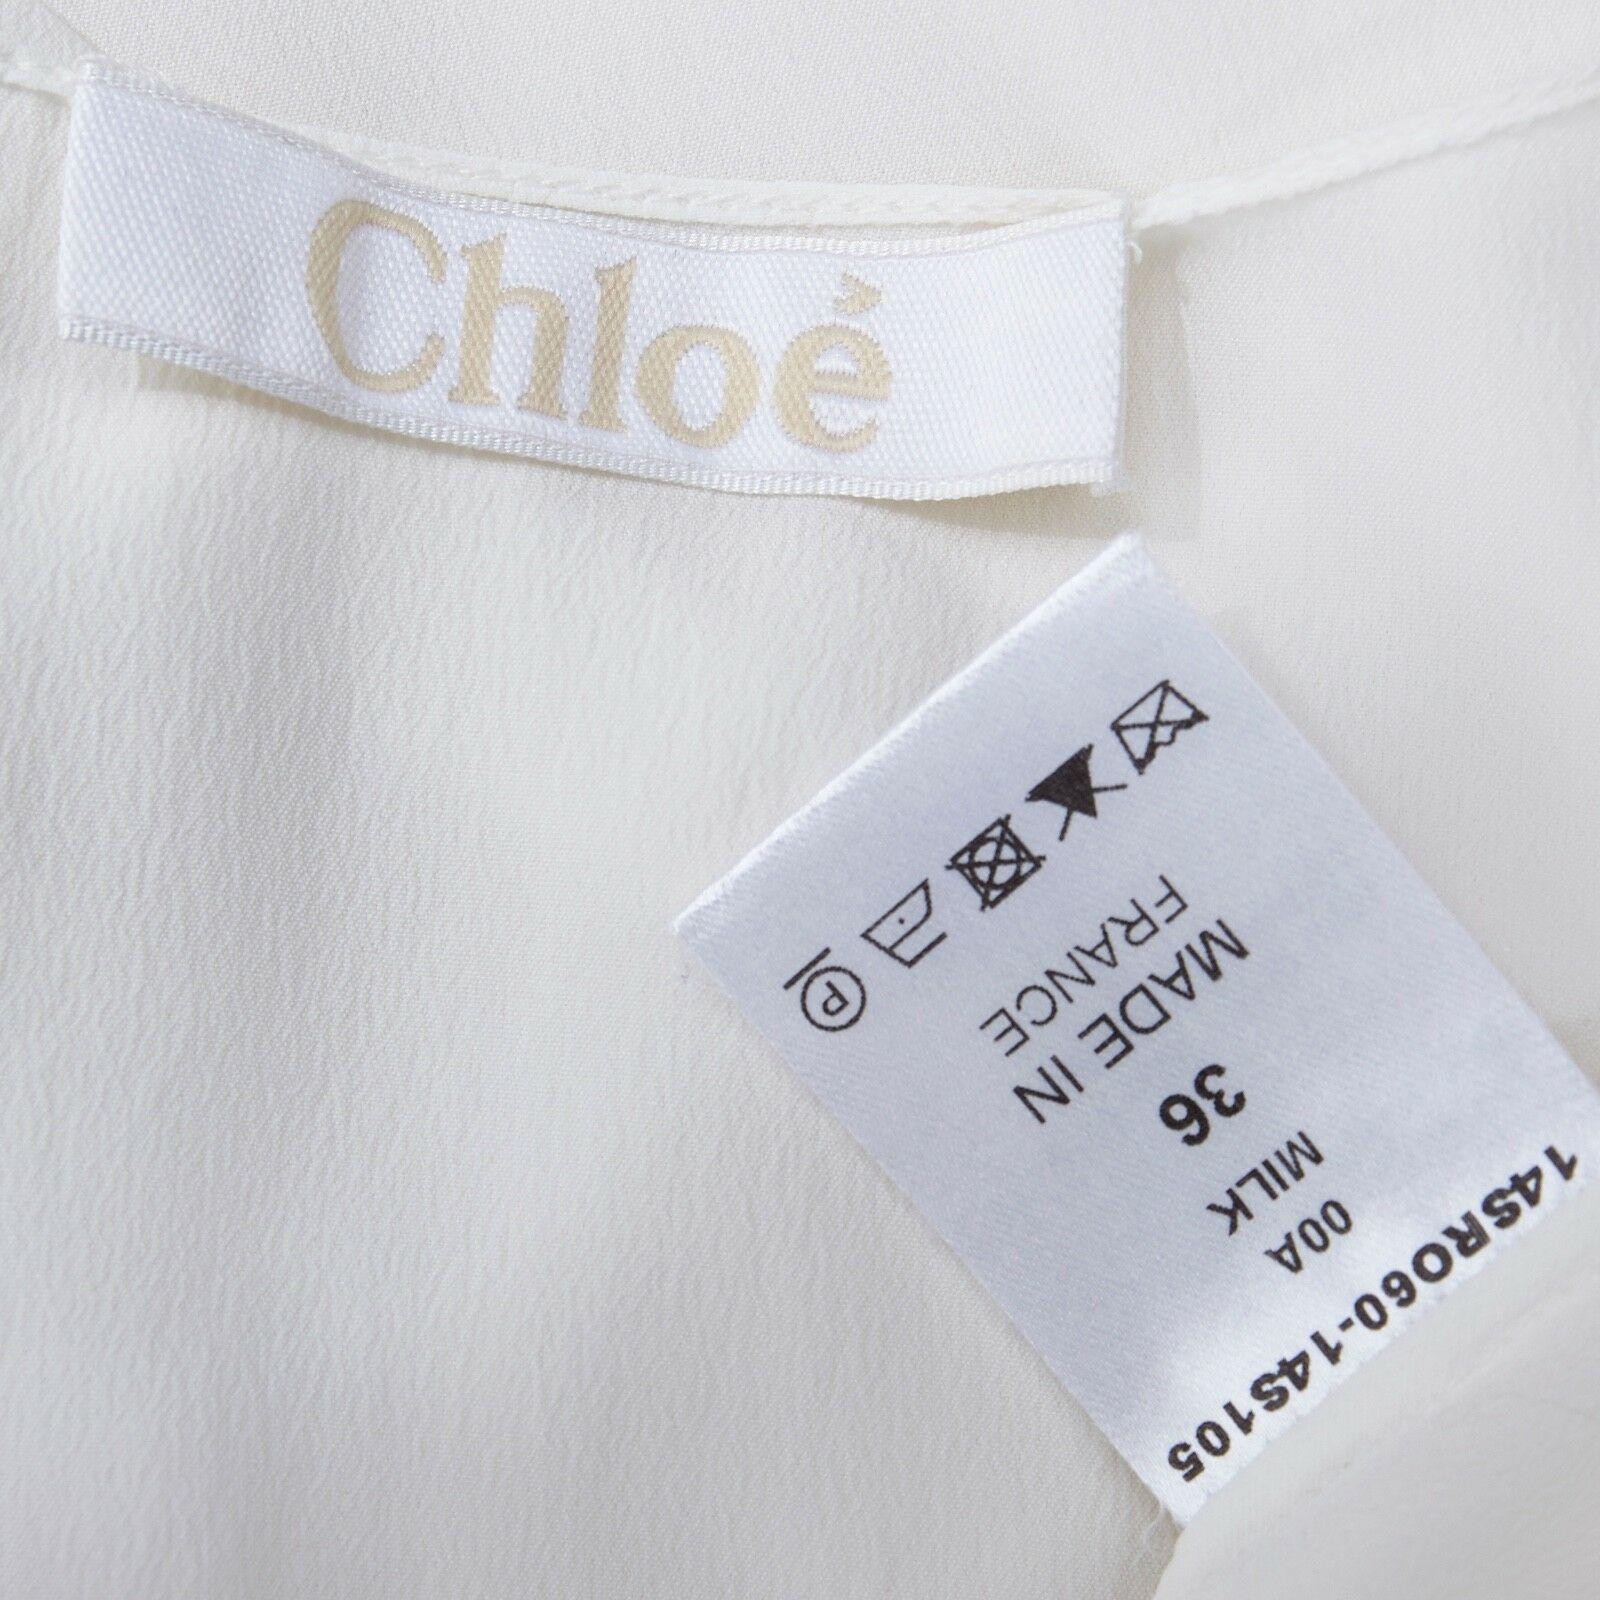 Chloé
P
MADE IN
FRANCE
36
MILK
00A
14SRO60-14S105